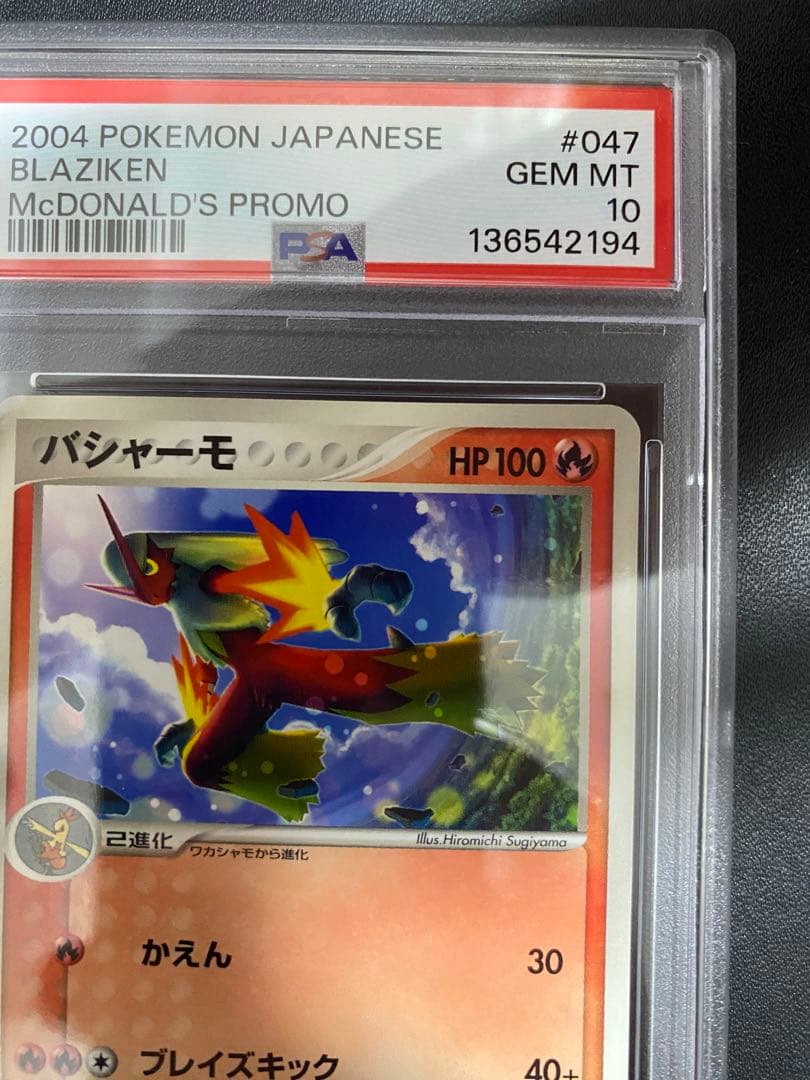 2004 POKEMON JAPANESE #047
BLAZIKEN GEM MT
McDONALD'S PROMO 10
PSA 136542194
バシャーモ HP100
2進化 ワカシャモから進化 Illus.Hiromichi Sugiyama
かえん 30
ブレイズキック 40+